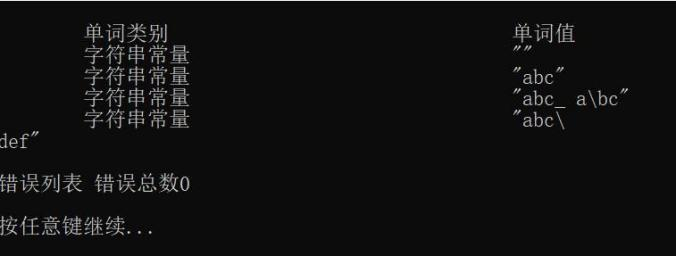 单词类别 单词值
字符串常量 ""
字符串常量 "abc"
字符串常量 "abc_ a\bc"
字符串常量 "abc\
def"
错误列表 错误总数0
按任意键继续...